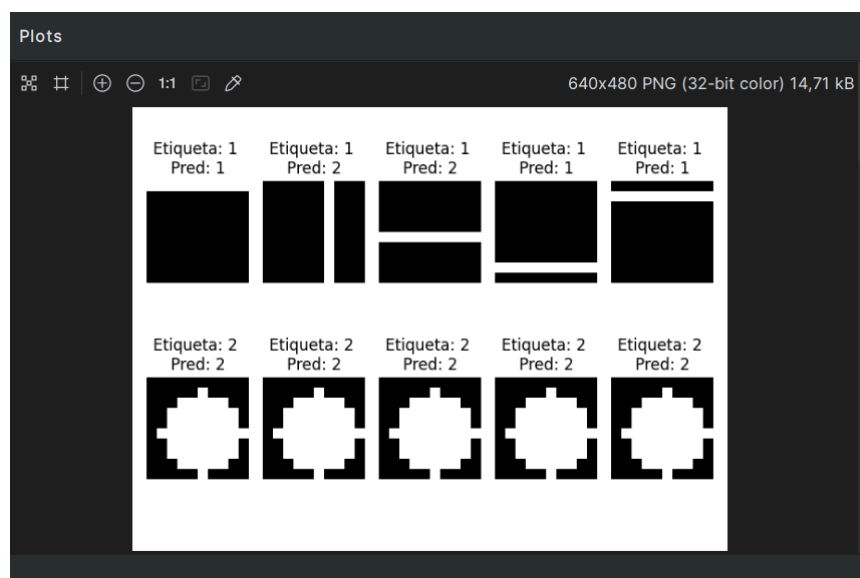 Plots
1:1
640x480 PNG (32-bit color) 14,71 kB
Etiqueta: 1 Etiqueta: 1 Etiqueta: 1 Etiqueta: 1 Etiqueta: 1
Pred: 1 Pred: 2 Pred: 2 Pred: 1 Pred: 1
Etiqueta: 2 Etiqueta: 2 Etiqueta: 2 Etiqueta: 2 Etiqueta: 2
Pred: 2 Pred: 2 Pred: 2 Pred: 2 Pred: 2